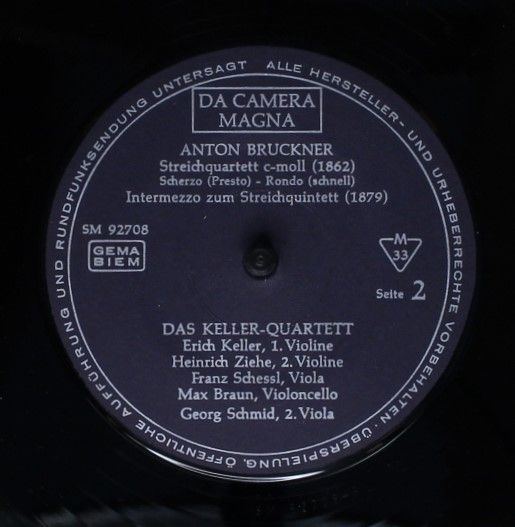 DA CAMERA
MAGNA
ANTON BRUCKNER
Streichquartett c-moll (1862)
Scherzo (Presto) - Rondo (schnell)
Intermezzo zum Streichquintett (1879)
SM 92708
GEMA
BIEM
M
33
Seite 2
DAS KELLER-QUARTETT
Erich Keller, 1. Violine
Heinrich Ziehe, 2. Violine
Franz Schessl, Viola
Max Braun, Violoncello
Georg Schmid, 2. Viola
ALLE HERSTELLER- UND URHEBERRECHTE VORBEHALTEN · ÜBERSPIELUNG, ÖFFENTLICHE AUFFÜHRUNG UND RUNDFUNKSENDUNG UNTERSAGT